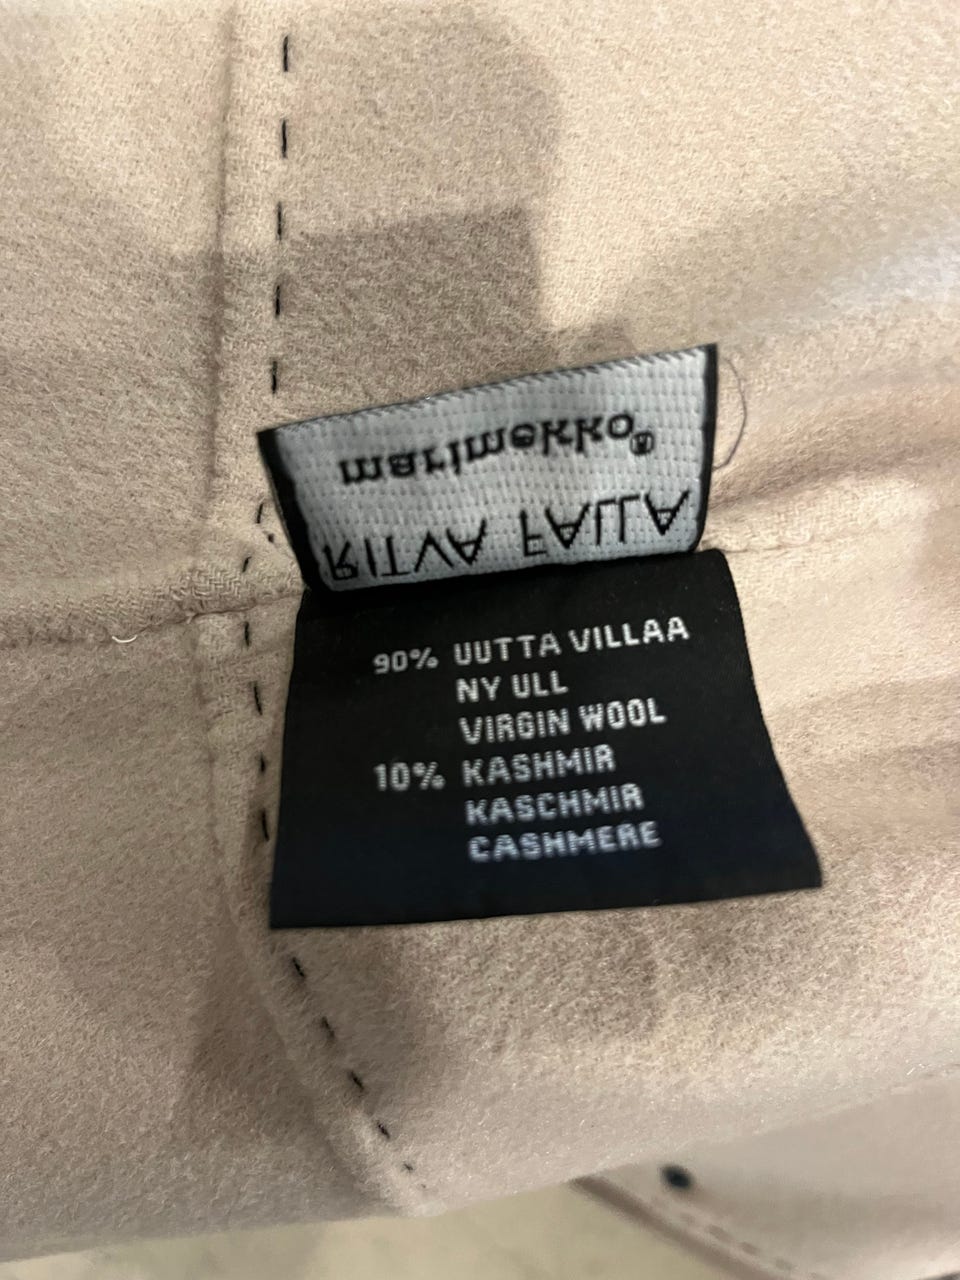 marimekko®
RITVA FALLA
90% UUTTA VILLAA
NY ULL
VIRGIN WOOL
10% KASHMIR
KASCHMIR
CASHMERE